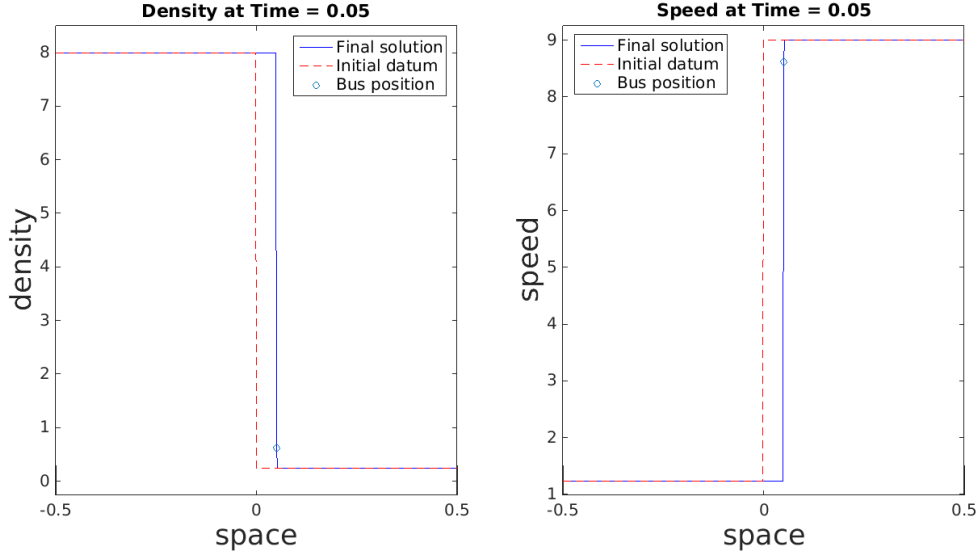 Density at Time = 0.05
8
7
6
5
4
3
2
1
0
density
-0.5
0
0.5
space
Final solution
Initial datum
Bus position
Speed at Time = 0.05
9
8
7
6
5
4
3
2
1
speed
-0.5
0
0.5
space
Final solution
Initial datum
Bus position